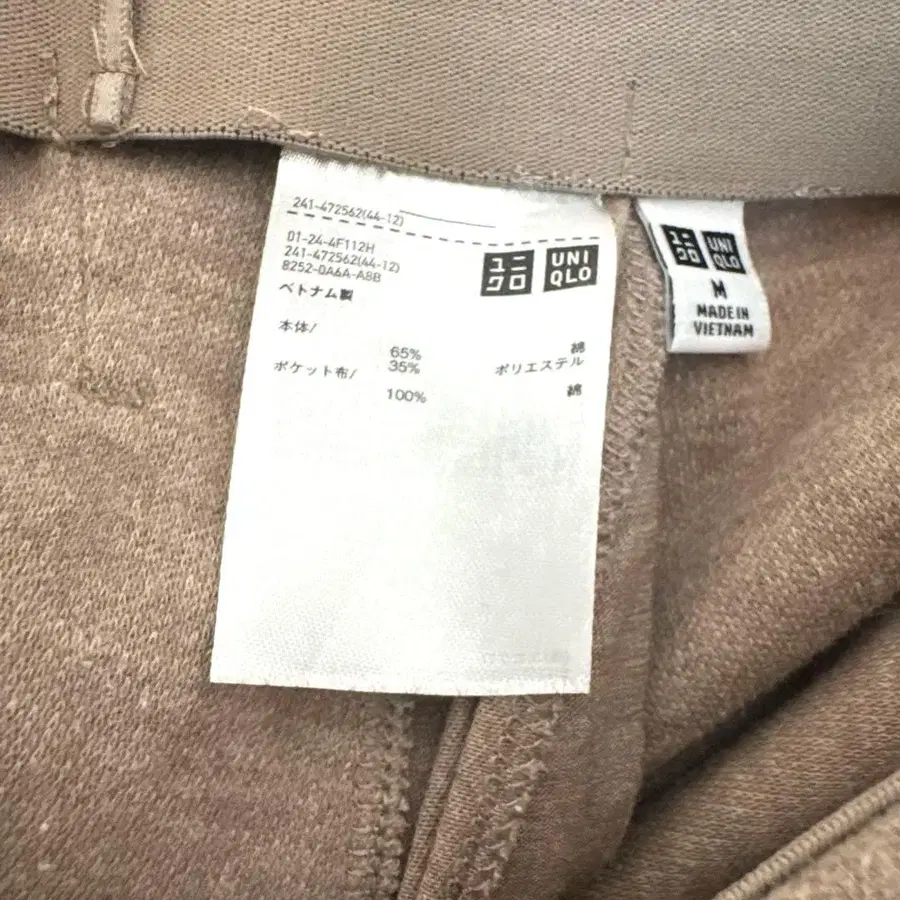 241-472562(44-12)
01-24-4F112H
241-472562(44-12)
8252-0A6A-A8B
ベトナム製
ユニクロ
UNIQLO
本体/
65% 綿
35% ポリエステル
ポケット布/
100% 綿
ユニクロ
UNIQLO
M
MADE IN
VIETNAM